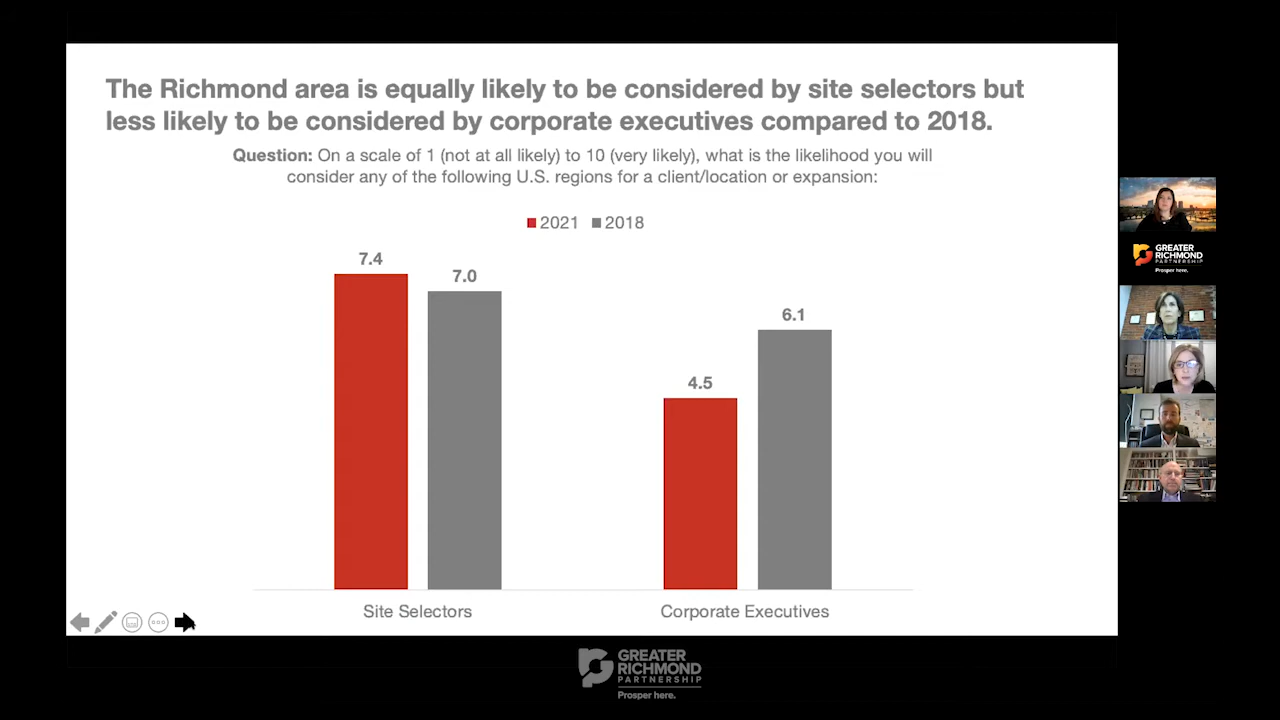 The Richmond area is equally likely to be considered by site selectors but
less likely to be considered by corporate executives compared to 2018.
Question: On a scale of 1 (not at all likely) to 10 (very likely), what is the likelihood you will
consider any of the following U.S. regions for a client/location or expansion:
2021 2018
7.4
7.0
6.1
4.5
Site Selectors
Corporate Executives
GREATER
RICHMOND
PARTNERSHIP
Prosper here.
GREATER
RICHMOND
PARTNERSHIP
Prosper here.